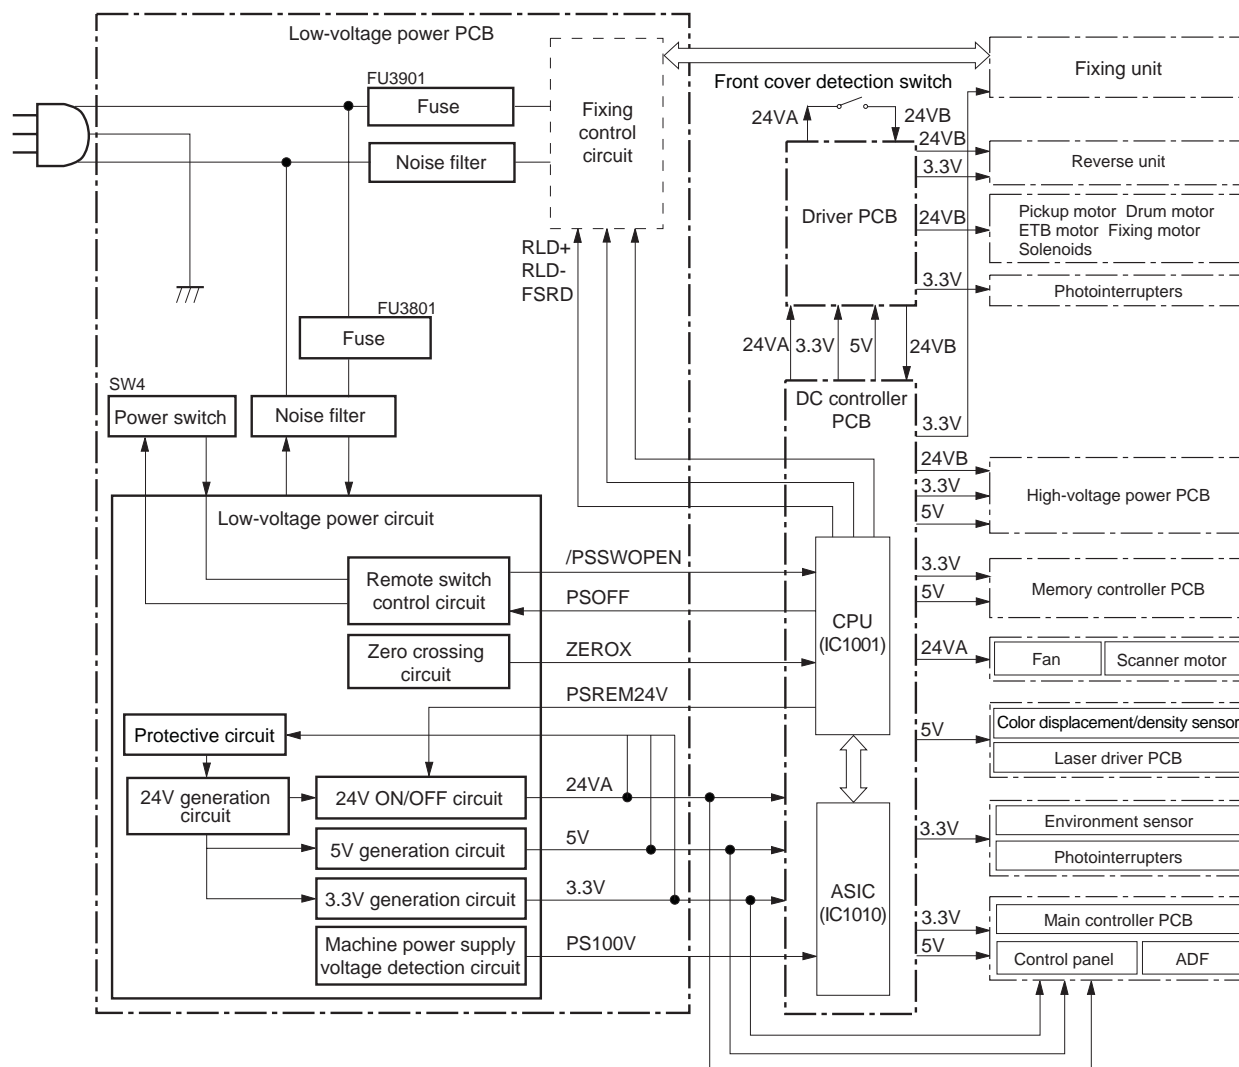 Low-voltage power PCB
FU3901
Fuse
Noise filter
Fixing
control
circuit
RLD+
RLD-
FSRD
FU3801
Fuse
SW4
Power switch
Noise filter
Low-voltage power circuit
Remote switch
control circuit
Zero crossing
circuit
Protective circuit
24V generation
circuit
24V ON/OFF circuit
5V generation circuit
3.3V generation circuit
Machine power supply
voltage detection circuit
/PSSWOPEN
PSOFF
ZEROX
PSREM24V
24VA
5V
3.3V
PS100V
Front cover detection switch
24VA
24VB
Driver PCB
24VB
3.3V
24VB
3.3V
24VA
3.3V
5V
24VB
DC controller
PCB
CPU
(IC1001)
ASIC
(IC1010)
3.3V
24VB
3.3V
5V
3.3V
5V
24VA
5V
3.3V
3.3V
5V
Fixing unit
Reverse unit
Pickup motor Drum motor
ETB motor Fixing motor
Solenoids
Photointerrupters
High-voltage power PCB
Memory controller PCB
Fan
Scanner motor
Color displacement/density sensor
Laser driver PCB
Environment sensor
Photointerrupters
Main controller PCB
Control panel
ADF